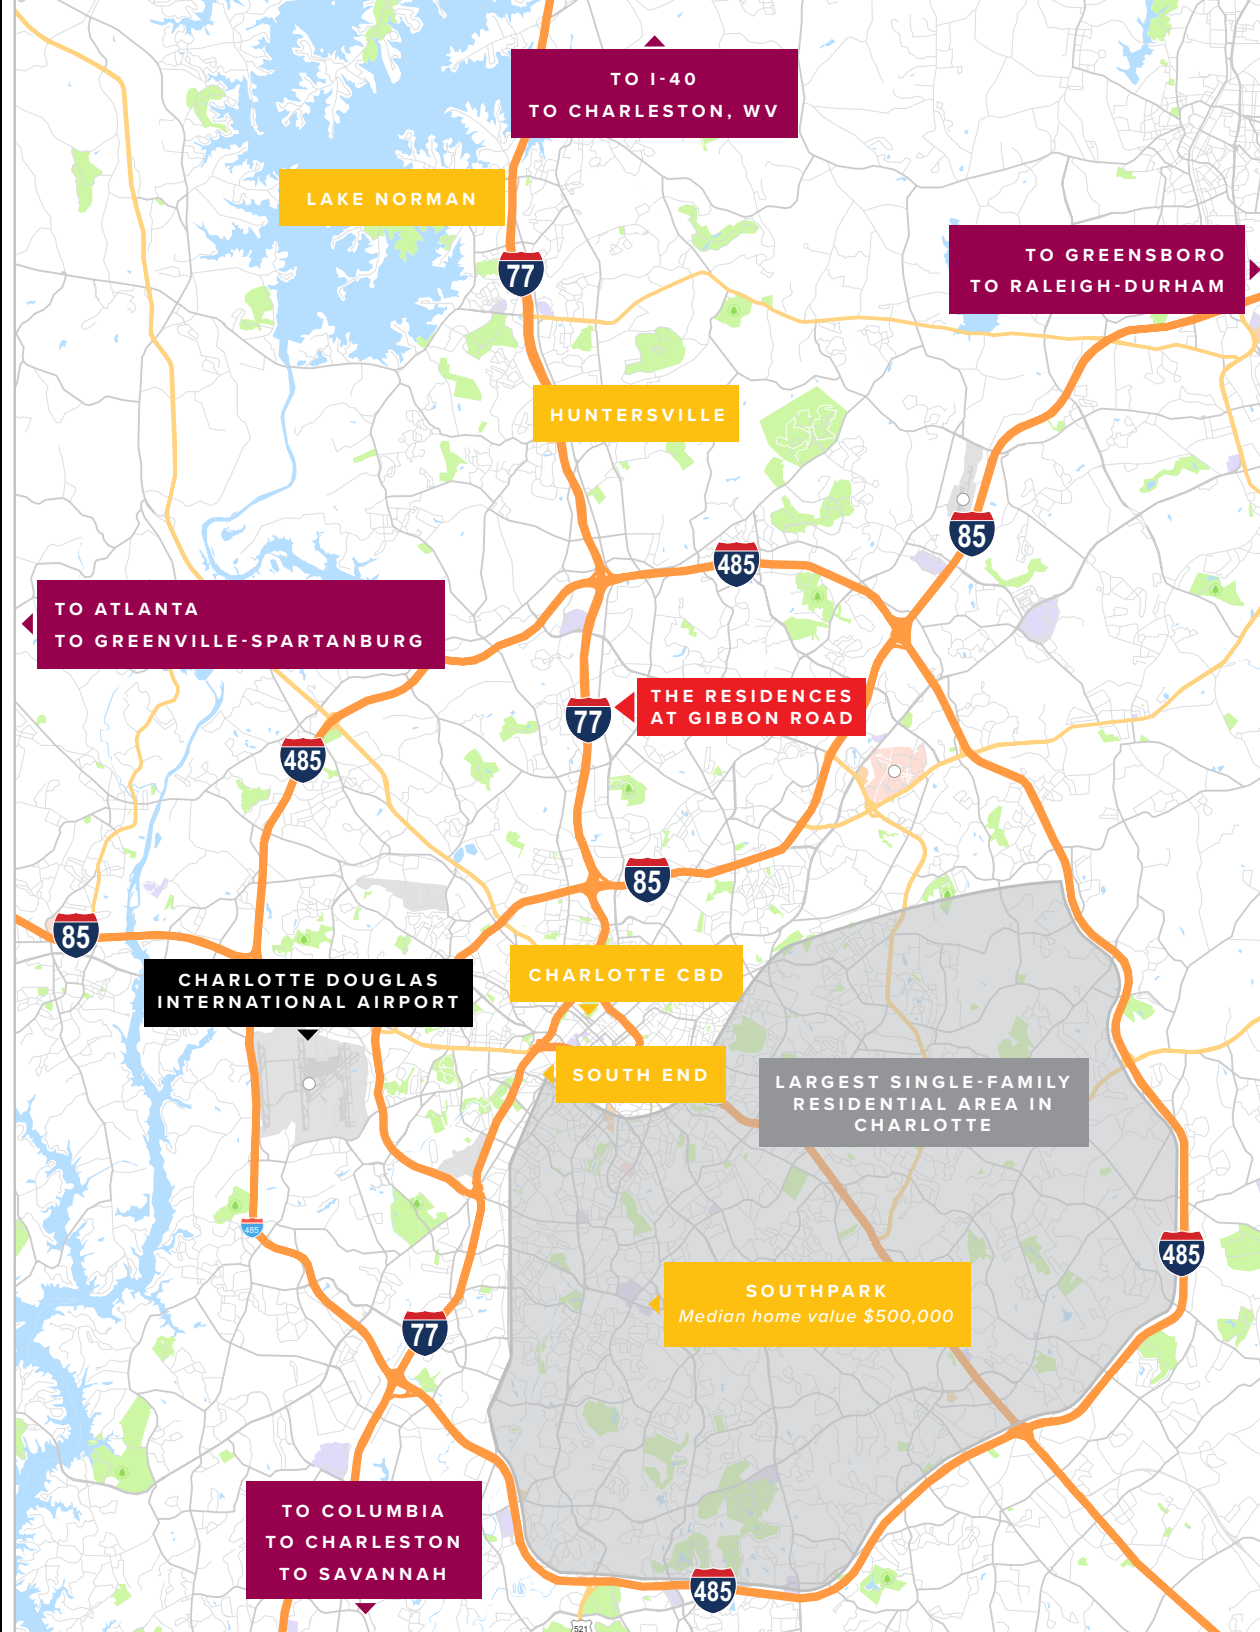 TO I-40
TO CHARLESTON, WV
LAKE NORMAN
TO GREENSBORO
TO RALEIGH-DURHAM
77
HUNTERSVILLE
85
485
TO ATLANTA
TO GREENVILLE-SPARTANBURG
THE RESIDENCES
AT GIBBON ROAD
77
485
85
85
CHARLOTTE DOUGLAS
INTERNATIONAL AIRPORT
CHARLOTTE CBD
SOUTH END
LARGEST SINGLE-FAMILY
RESIDENTIAL AREA IN
CHARLOTTE
485
485
SOUTHPARK
Median home value $500,000
77
TO COLUMBIA
TO CHARLESTON
TO SAVANNAH
485
521